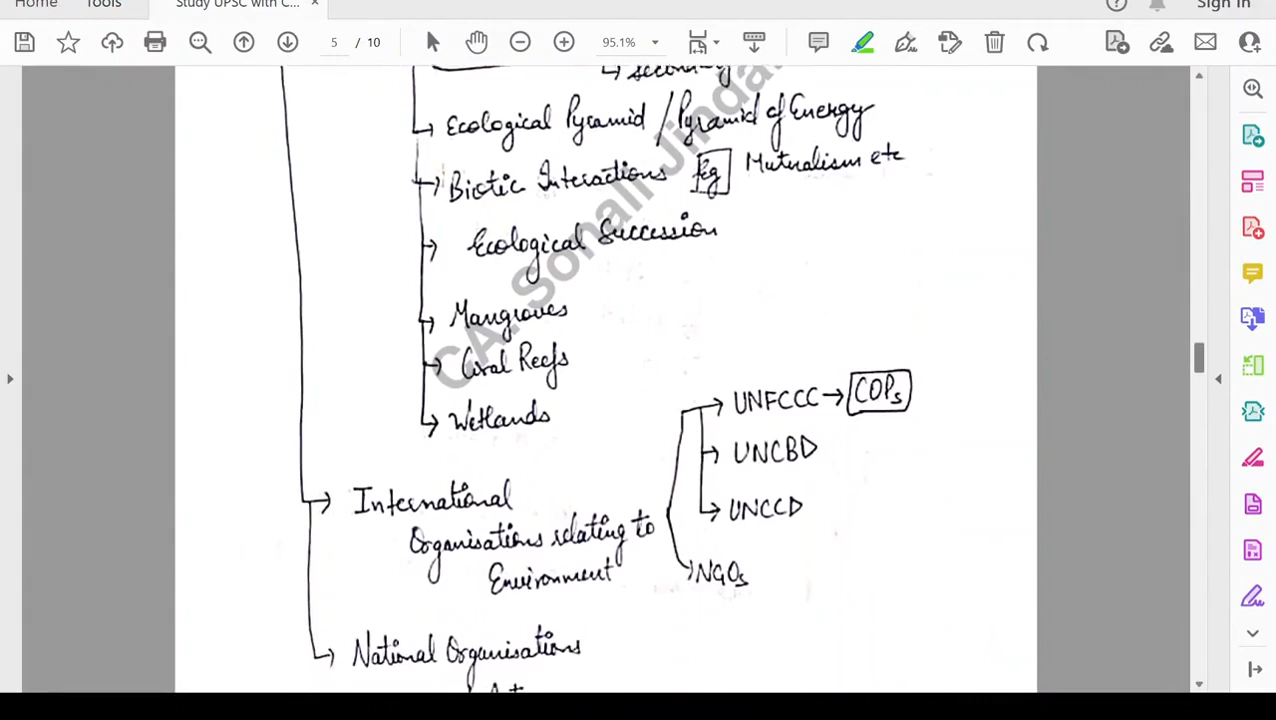 Home
Tools
Study UPSC with C...
×
Sign In
5 / 10
95.1%
↳ secondary
→ Ecological Pyramid / Pyramid of Energy
→ Biotic Interactions Eg Mutualism etc
→ Ecological Succession
→ Mangroves
→ Coral Reefs
→ Wetlands
→ UNFCCC → COPs
→ UNCBD
→ UNCCD
→ International
Organisations relating to
Environment
→ NGOs
→ National Organisations
CA. Sonali Jindal